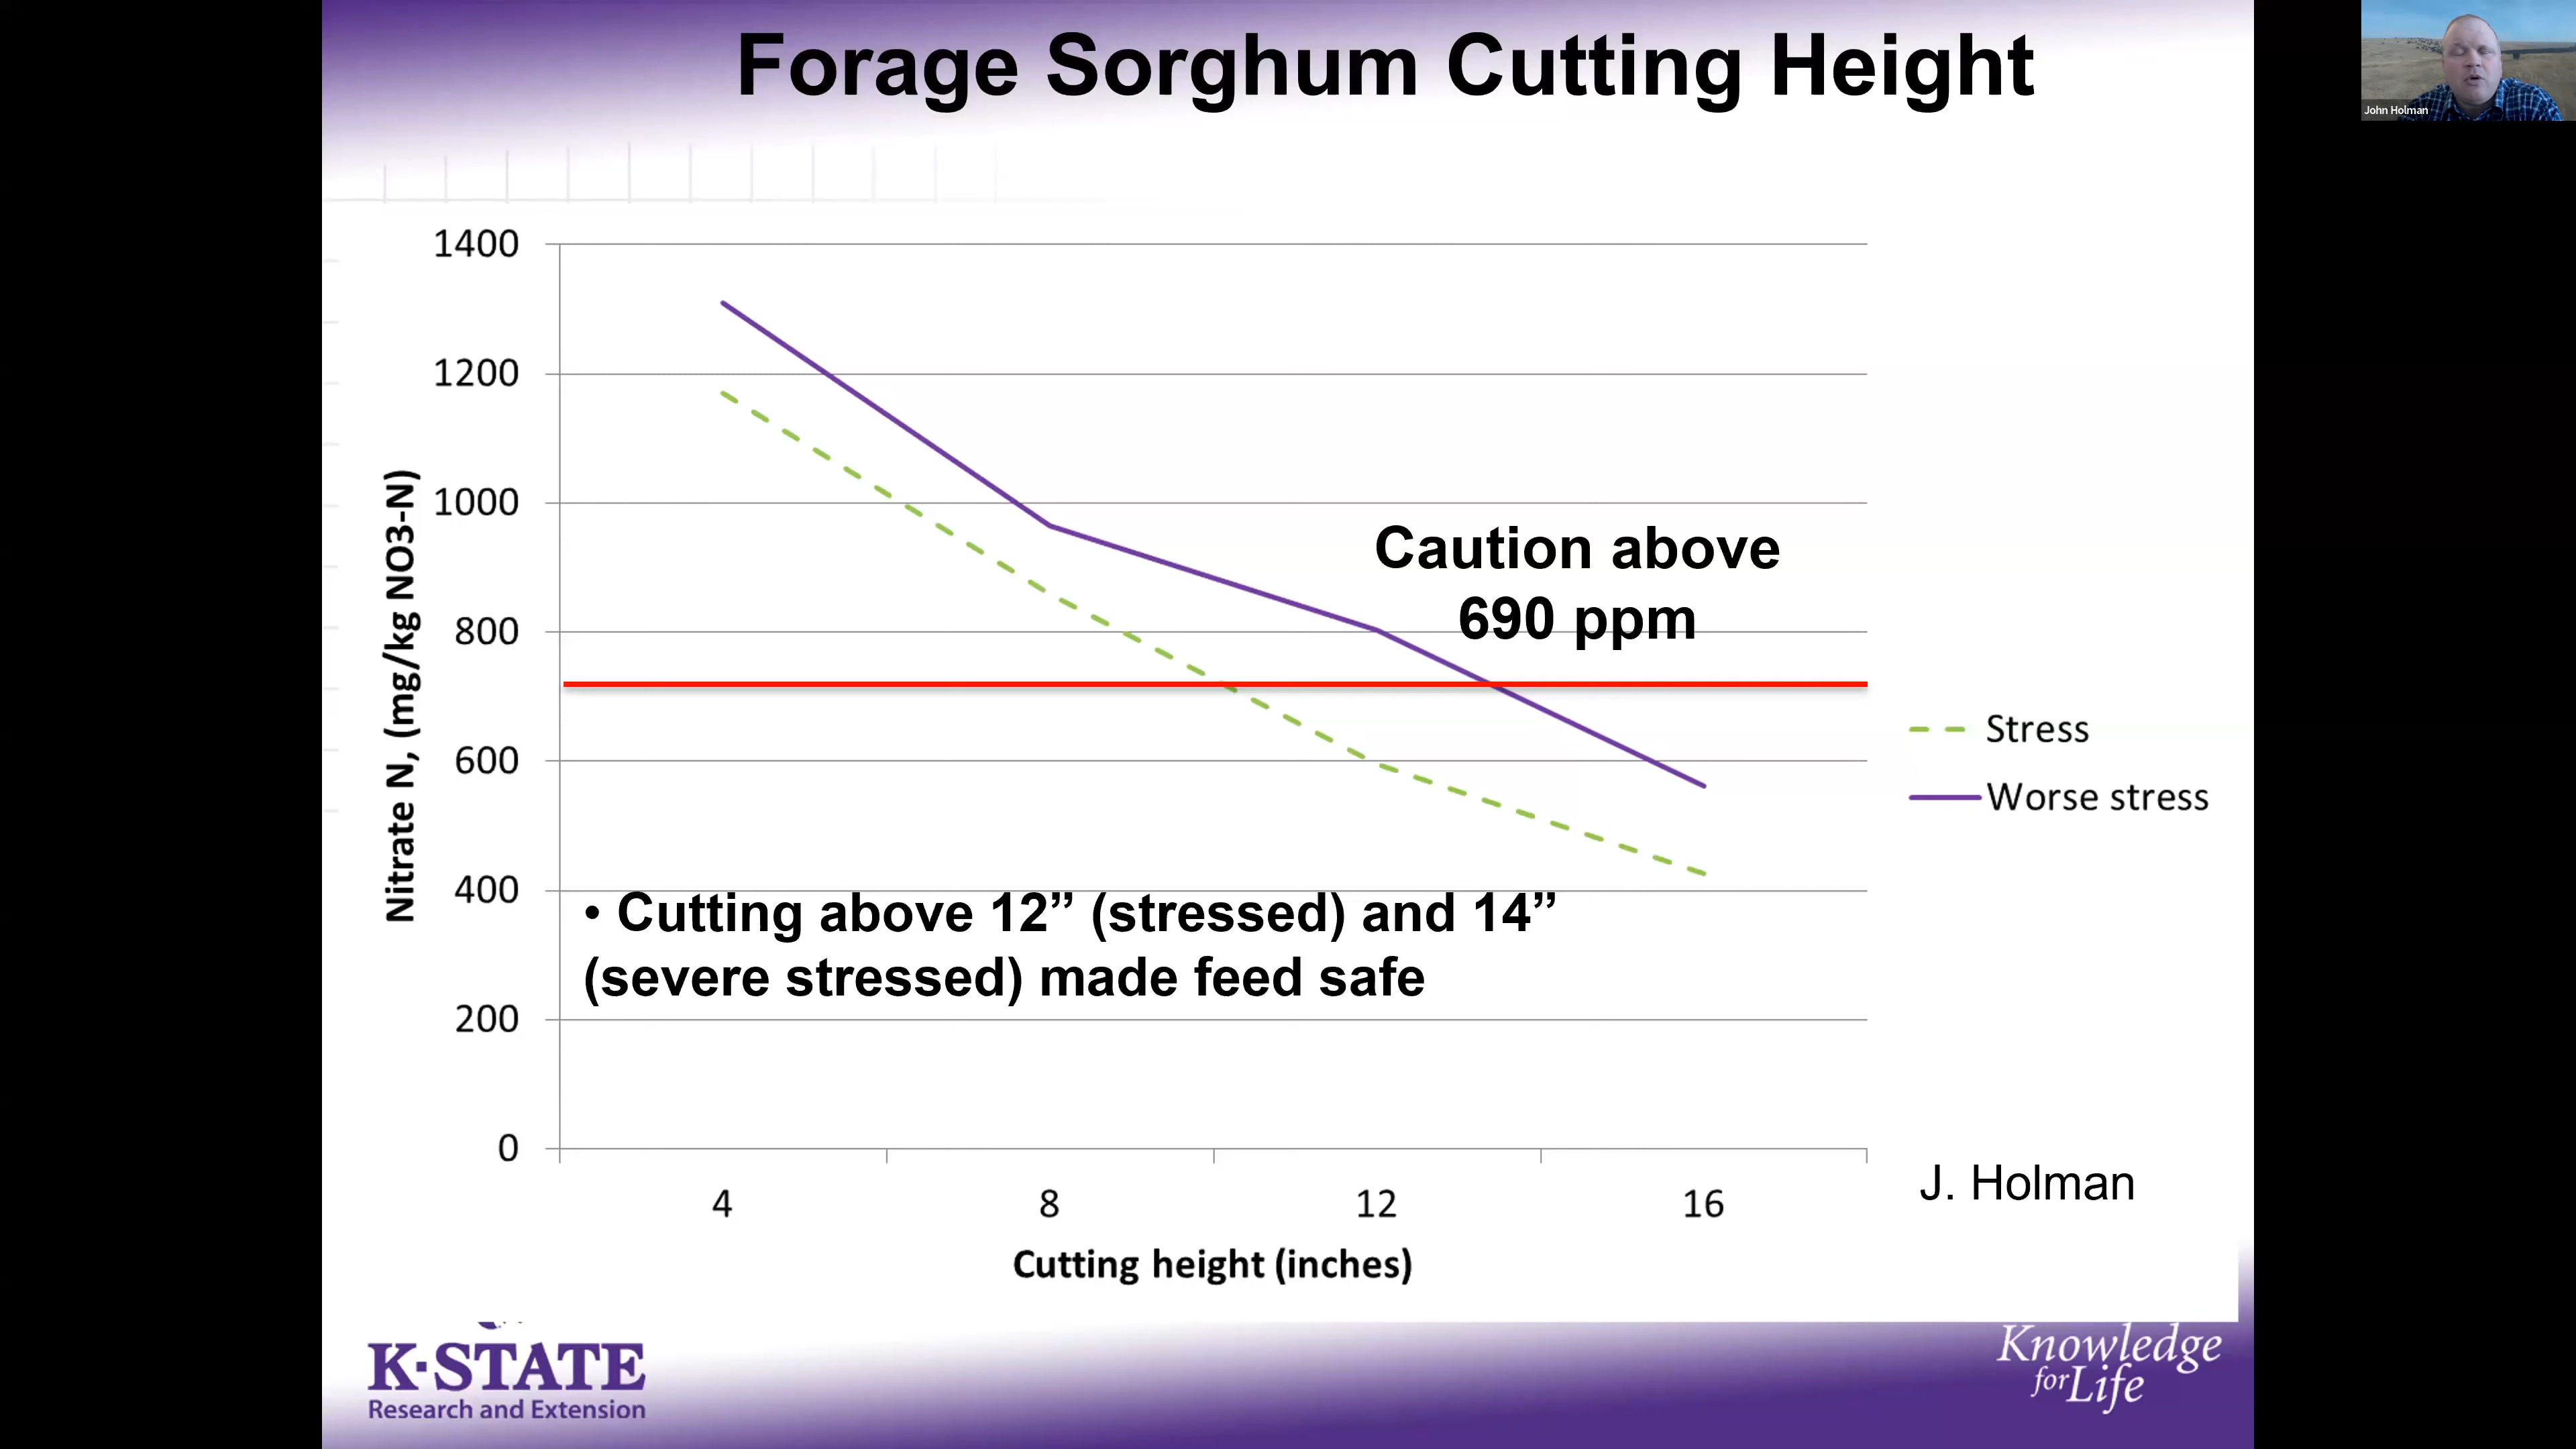 Forage Sorghum Cutting Height
John Holman
1400
1200
1000
800
600
400
200
0
Nitrate N, (mg/kg NO3-N)
Caution above
690 ppm
Stress
Worse stress
• Cutting above 12” (stressed) and 14”
(severe stressed) made feed safe
4 8 12 16
Cutting height (inches)
J. Holman
K-STATE
Research and Extension
Knowledge
for Life